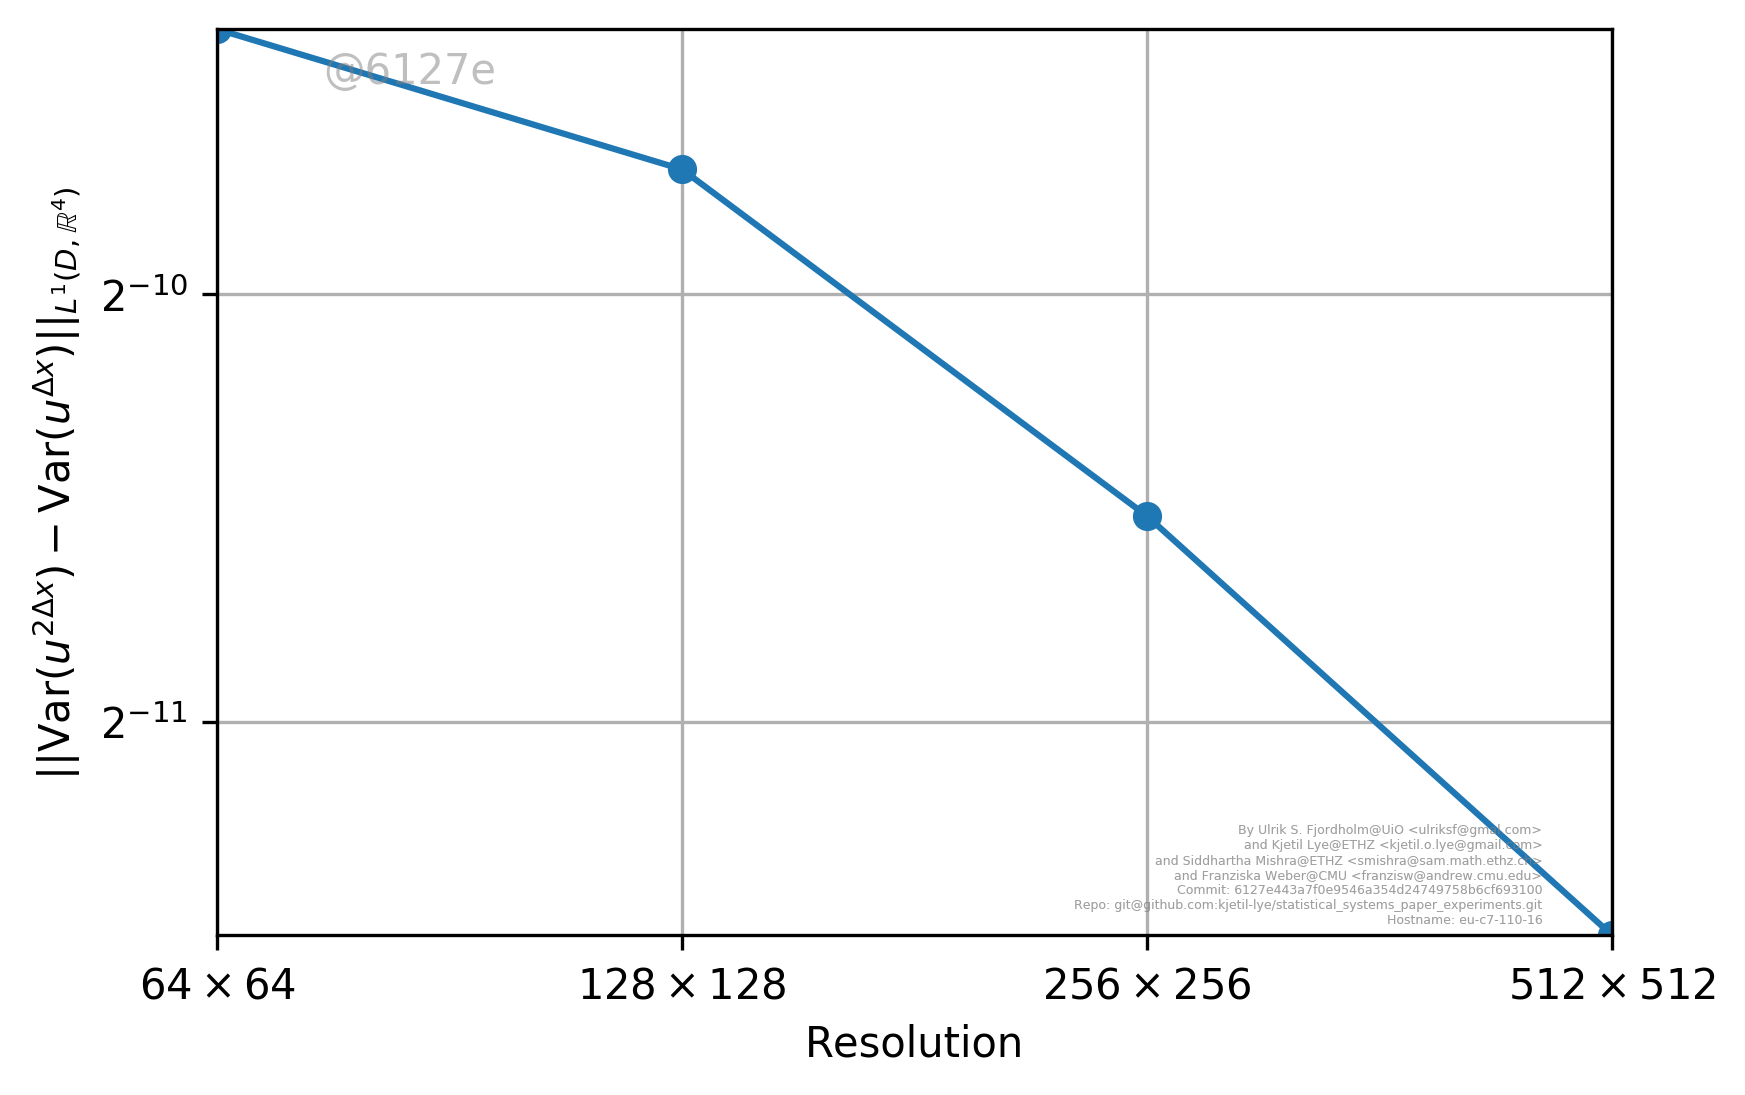 @6127e
||Var(u^{2Δx}) − Var(u^{Δx})||_{L^1(D, ℝ^4)}
2^{−10}
2^{−11}
By Ulrik S. Fjordholm@UiO <ulriksf@gmail.com>
and Kjetil Lye@ETHZ <kjetil.o.lye@gmail.com>
and Siddhartha Mishra@ETHZ <smishra@sam.math.ethz.ch>
and Franziska Weber@CMU <franzisw@andrew.cmu.edu>
Commit: 6127e443a7f0e9546a354d24749758b6cf693100
Repo: git@github.com:kjetil-lye/statistical_systems_paper_experiments.git
Hostname: eu-c7-110-16
64 × 64 128 × 128 256 × 256 512 × 512
Resolution